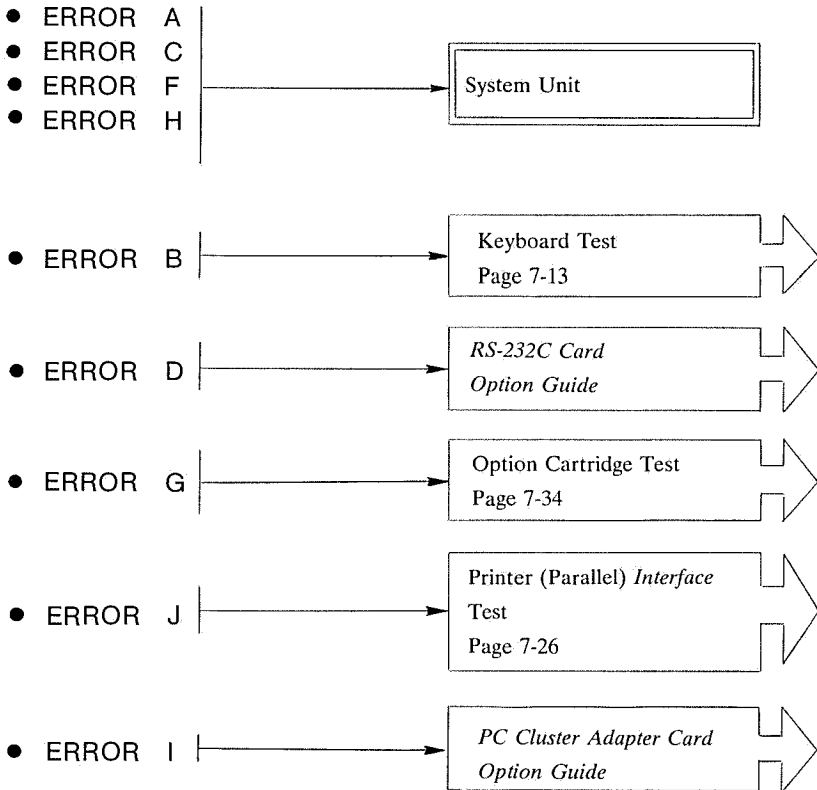 ERROR A
ERROR C
ERROR F
ERROR H
System Unit
ERROR B
Keyboard Test
Page 7-13
ERROR D
RS-232C Card
Option Guide
ERROR G
Option Cartridge Test
Page 7-34
ERROR J
Printer (Parallel) Interface
Test
Page 7-26
ERROR I
PC Cluster Adapter Card
Option Guide